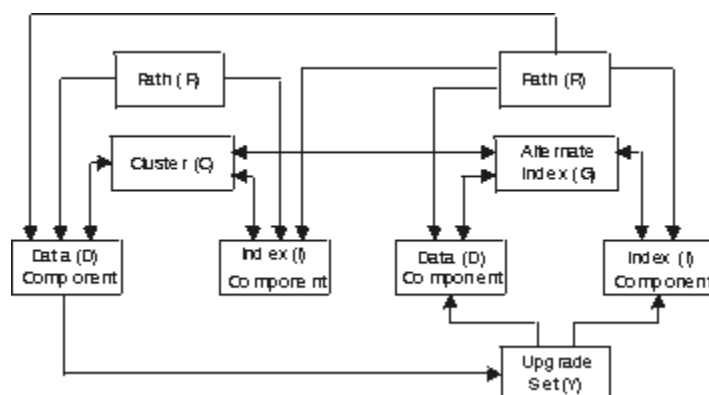 Path (R)
Path (R)
Cluster (C)
Alternate
Index (G)
Data (D)
Component
Index (I)
Component
Data (D)
Component
Index (I)
Component
Upgrade
Set (Y)